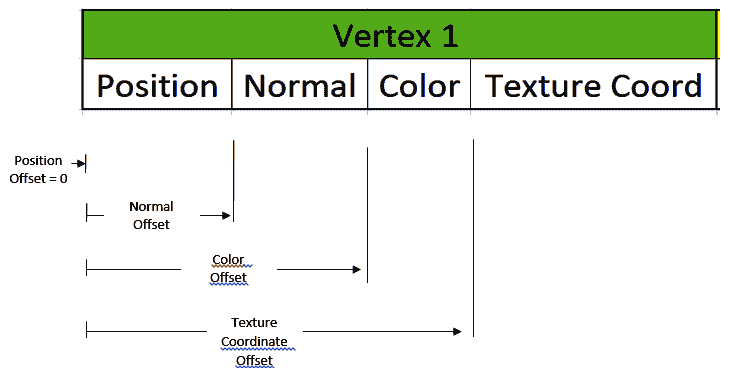 Vertex 1
Position Normal Color Texture Coord
Position
Offset = 0
Normal
Offset
Color
Offset
Texture
Coordinate
Offset